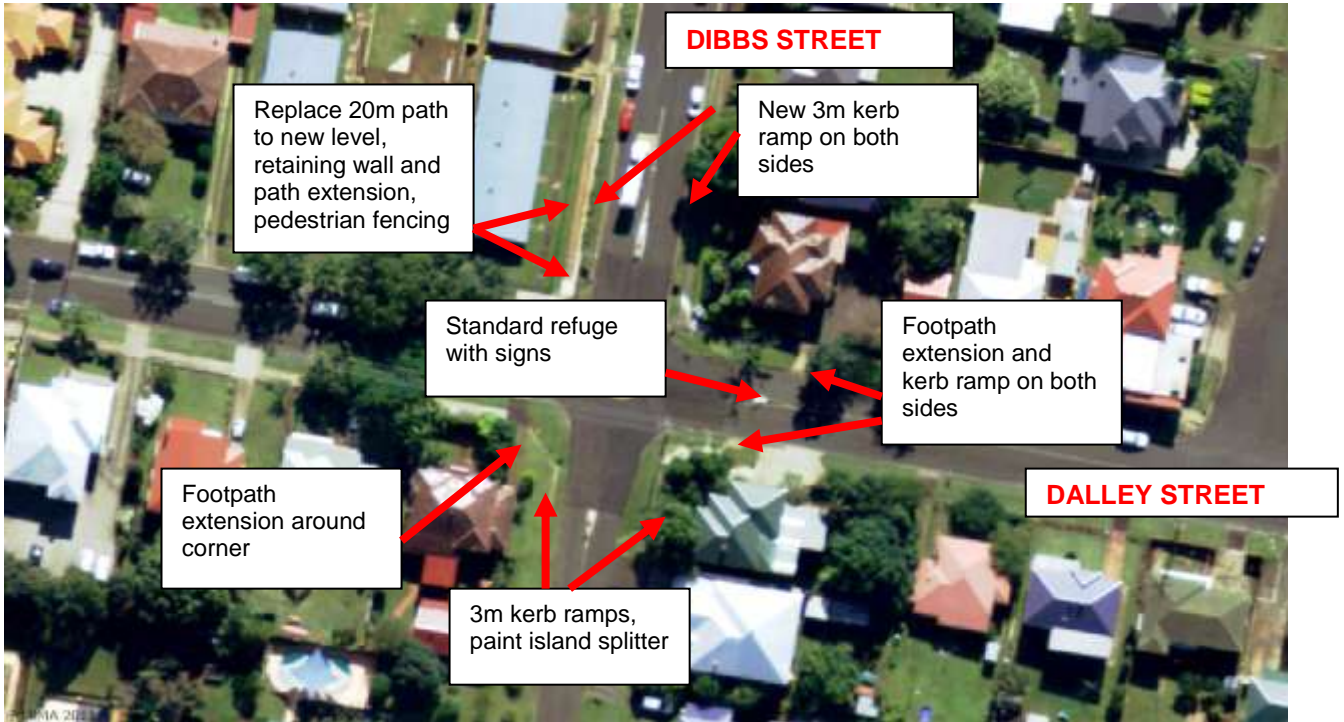 DIBBS STREET
Replace 20m path
to new level,
retaining wall and
path extension,
pedestrian fencing
New 3m kerb
ramp on both
sides
Standard refuge
with signs
Footpath
extension and
kerb ramp on both
sides
Footpath
extension around
corner
DALLEY STREET
3m kerb ramps,
paint island splitter